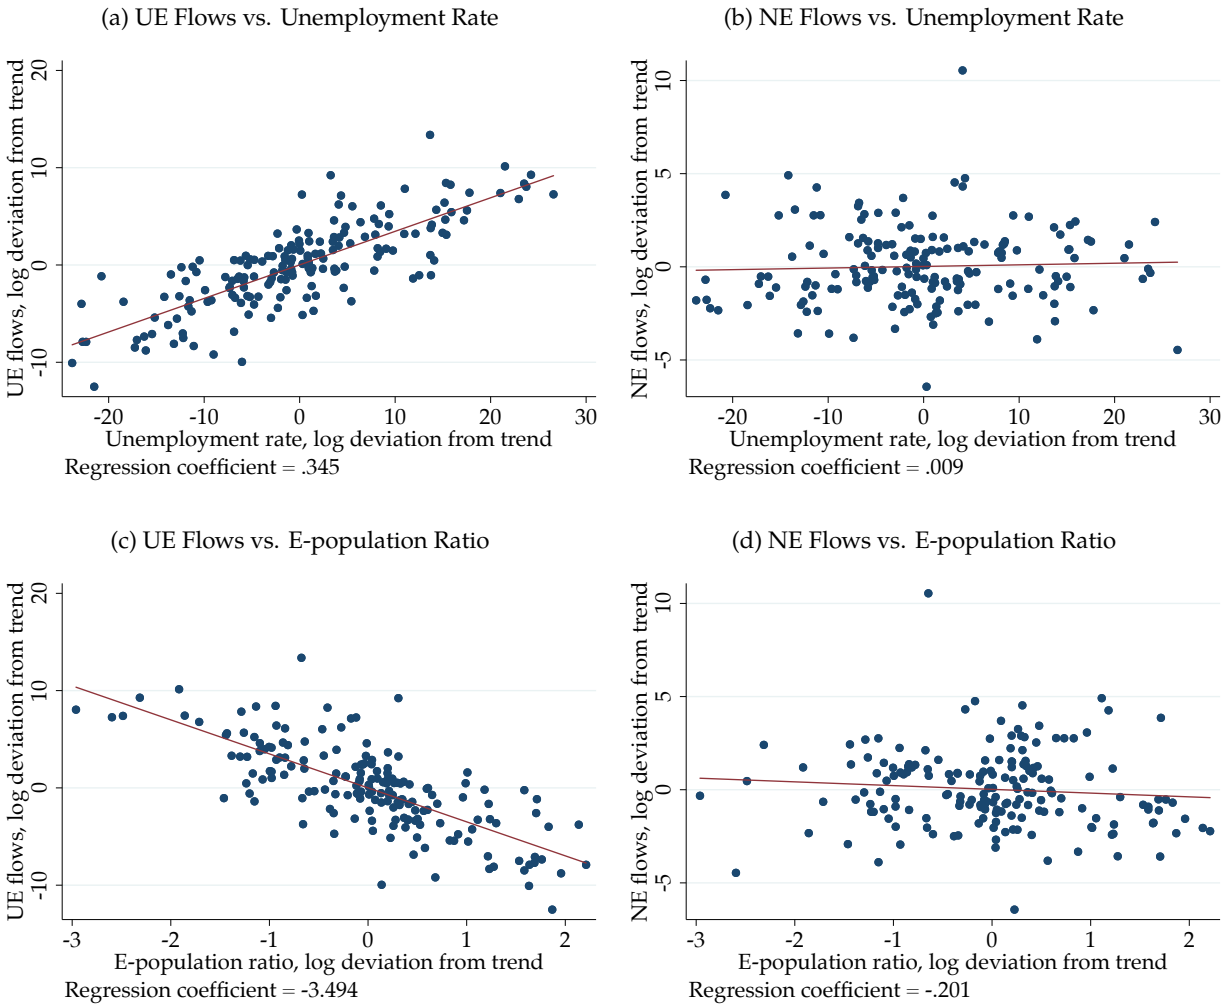 (a) UE Flows vs. Unemployment Rate
UE flows, log deviation from trend
20
10
0
-10
-20 -10 0 10 20 30
Unemployment rate, log deviation from trend
Regression coefficient = .345
(b) NE Flows vs. Unemployment Rate
NE flows, log deviation from trend
10
5
0
-5
-20 -10 0 10 20 30
Unemployment rate, log deviation from trend
Regression coefficient = .009
(c) UE Flows vs. E-population Ratio
UE flows, log deviation from trend
20
10
0
-10
-3 -2 -1 0 1 2
E-population ratio, log deviation from trend
Regression coefficient = -3.494
(d) NE Flows vs. E-population Ratio
NE flows, log deviation from trend
10
5
0
-5
-3 -2 -1 0 1 2
E-population ratio, log deviation from trend
Regression coefficient = -.201